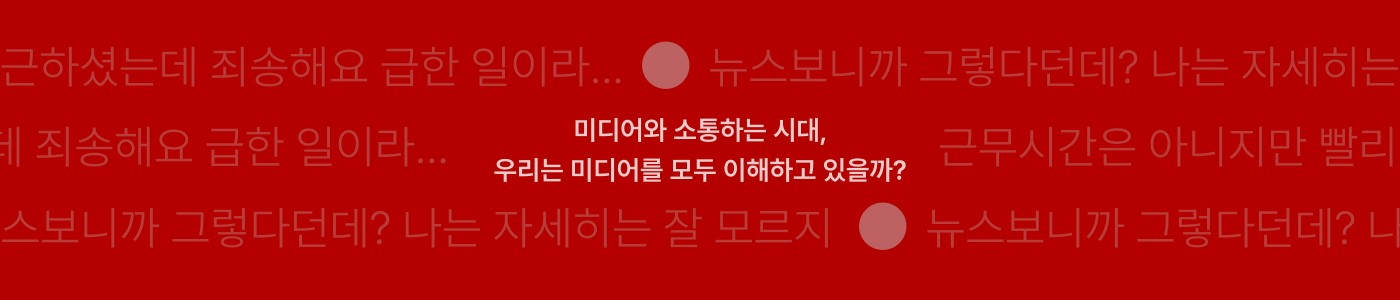 근하셨는데 죄송해요 급한 일이라... 뉴스보니까 그렇다던데? 나는 자세히는
미디어와 소통하는 시대,
데 죄송해요 급한 일이라... 근무시간은 아니지만 빨리
우리는 미디어를 모두 이해하고 있을까?
스보니까 그렇다던데? 나는 자세히는 잘 모르지 뉴스보니까 그렇다던데? 나